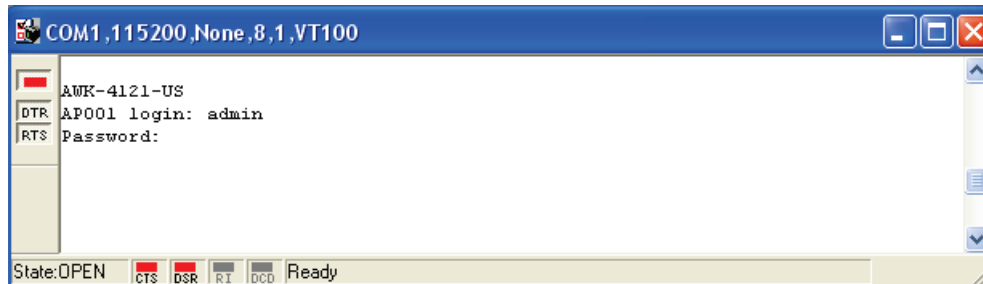 COM1,115200,None,8,1,VT100
AWK-4121-US
DTR AP001 login: admin
RTS Password:
State:OPEN CTS DSR RI DCD Ready